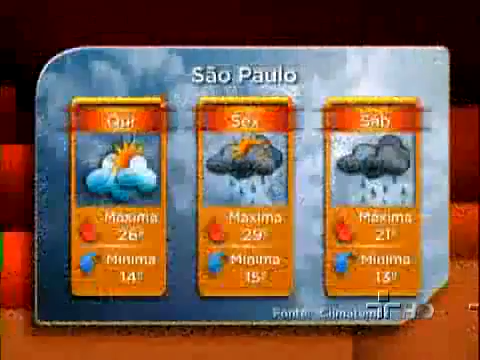 São Paulo
Qui Sex Sáb
Máxima Máxima Máxima
26º 29º 21º
Mínima Mínima Mínima
14º 15º 13º
Fonte: Climatempo